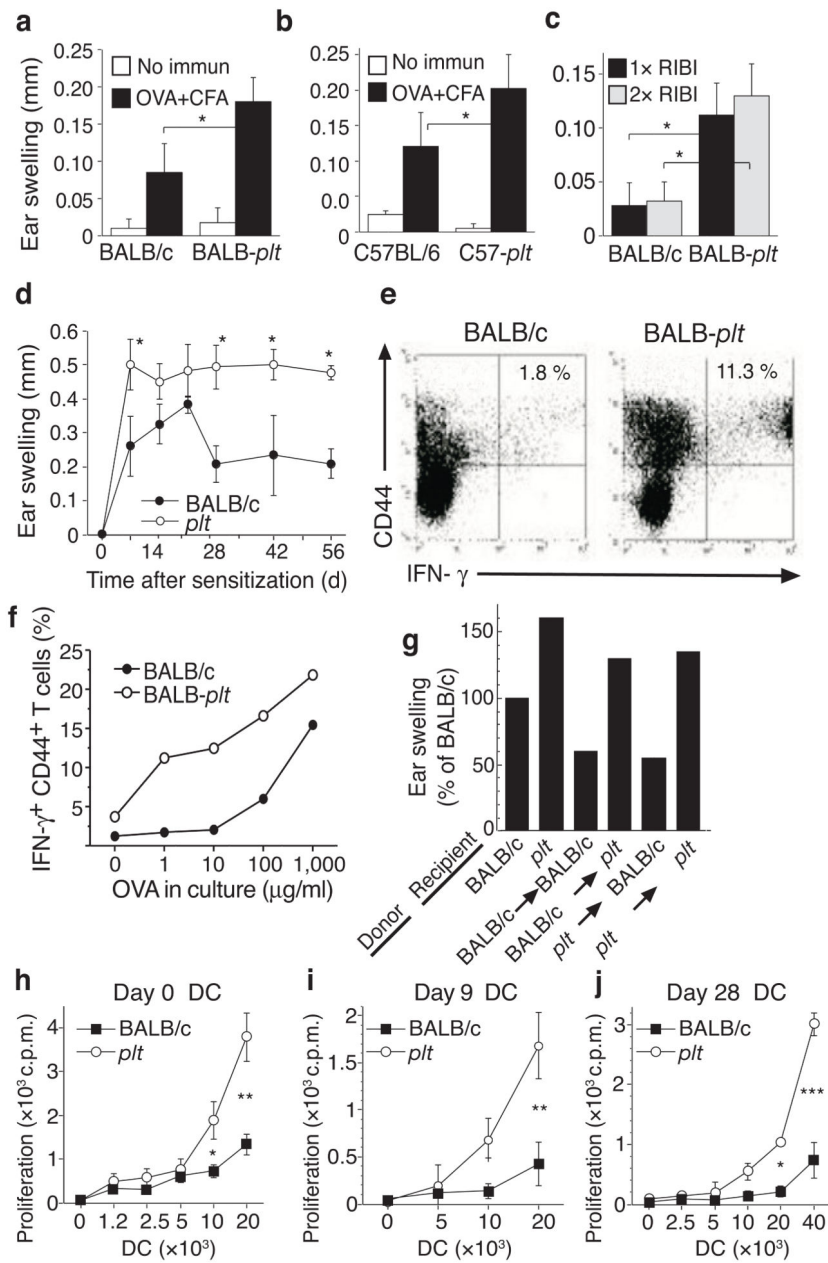 a
Ear swelling (mm)
0.25
0.20
0.15
0.10
0.05
0
No immun
OVA+CFA
*
BALB/c BALB-plt
b
0.25
0.20
0.15
0.10
0.0
0
No immun
OVA+CFA
*
C57BL/6 C57-plt
c
0.15
0.10
0.05
0
1× RIBI
2× RIBI
*
*
BALB/c BALB-plt
d
Ear swelling (mm)
0.6
0.5
0.4
0.3
0.2
0.1
0
* * * *
BALB/c
plt
0 14 28 42 56
Time after sensitization (d)
e
BALB/c
BALB-plt
1.8 %
11.3 %
CD44
IFN- γ
f
IFN-γ+ CD44+ T cells (%)
25
20
15
10
5
BALB/c
BALB-plt
0 1 10 100 1,000
OVA in culture (μg/ml)
g
Ear swelling
(% of BALB/c)
150
100
50
0
Donor
Recipient
BALB/c
plt
BALB/c → BALB/c
BALB/c → plt
plt → BALB/c
plt → plt
h
Day 0 DC
BALB/c
plt
Proliferation (×10³ c.p.m.)
4
3
2
1
0
*
**
0 1.2 2.5 5 10 20
DC (×10³)
i
Day 9 DC
BALB/c
plt
Proliferation (×10³ c.p.m.)
2
1.5
1
0.5
0
**
0 5 10 20
DC (×10³)
j
Day 28 DC
BALB/c
plt
Proliferation (×10³ c.p.m.)
3
2
1
0
*
***
0 2.5 5 10 20 40
DC (×10³)